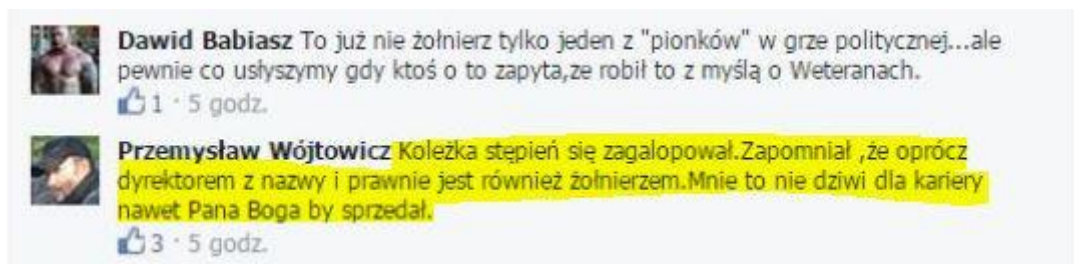 Dawid Babiasz To już nie żołnierz tylko jeden z "pionków" w grze politycznej...ale
pewnie co usłyszymy gdy ktoś o to zapyta,ze robił to z myślą o Weteranach.
1 · 5 godz.
Przemysław Wójtowicz Koleżka stępień się zagalopował.Zapomniał ,że oprócz
dyrektorem z nazwy i prawnie jest również żołnierzem.Mnie to nie dziwi dla kariery
nawet Pana Boga by sprzedał.
3 · 5 godz.